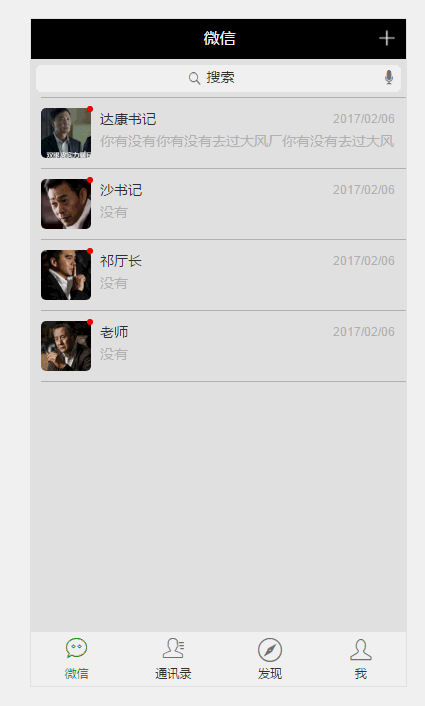 微信
搜索
达康书记 2017/02/06
你有没有你有没有去过大风厂你有没有去过大风
沙书记 2017/02/06
没有
祁厅长 2017/02/06
没有
老师 2017/02/06
没有
微信 通讯录 发现 我